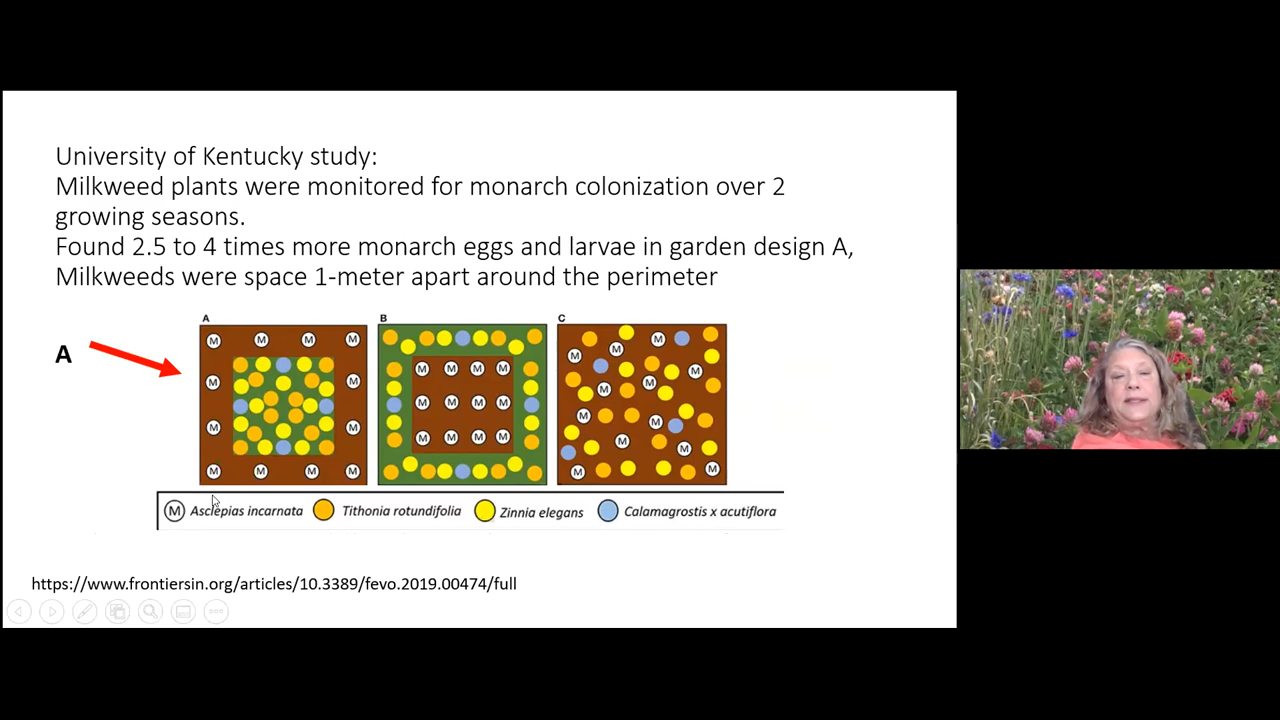 University of Kentucky study:
Milkweed plants were monitored for monarch colonization over 2
growing seasons.
Found 2.5 to 4 times more monarch eggs and larvae in garden design A,
Milkweeds were space 1-meter apart around the perimeter
A B C
A
M M M M M M M M M M M M
M M M M M M M M M M M M
M M M M M M M M M M M M
M Asclepias incarnata Tithonia rotundifolia Zinnia elegans Calamagrostis x acutiflora
https://www.frontiersin.org/articles/10.3389/fevo.2019.00474/full